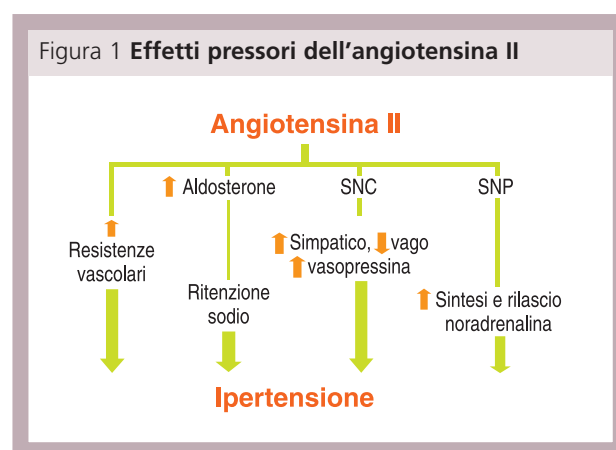 Figura 1 Effetti pressori dell'angiotensina II
Angiotensina II
Aldosterone
SNC
SNP
Resistenze
vascolari
Simpatico, vago
vasopressina
Ritenzione
sodio
Sintesi e rilascio
noradrenalina
Ipertensione